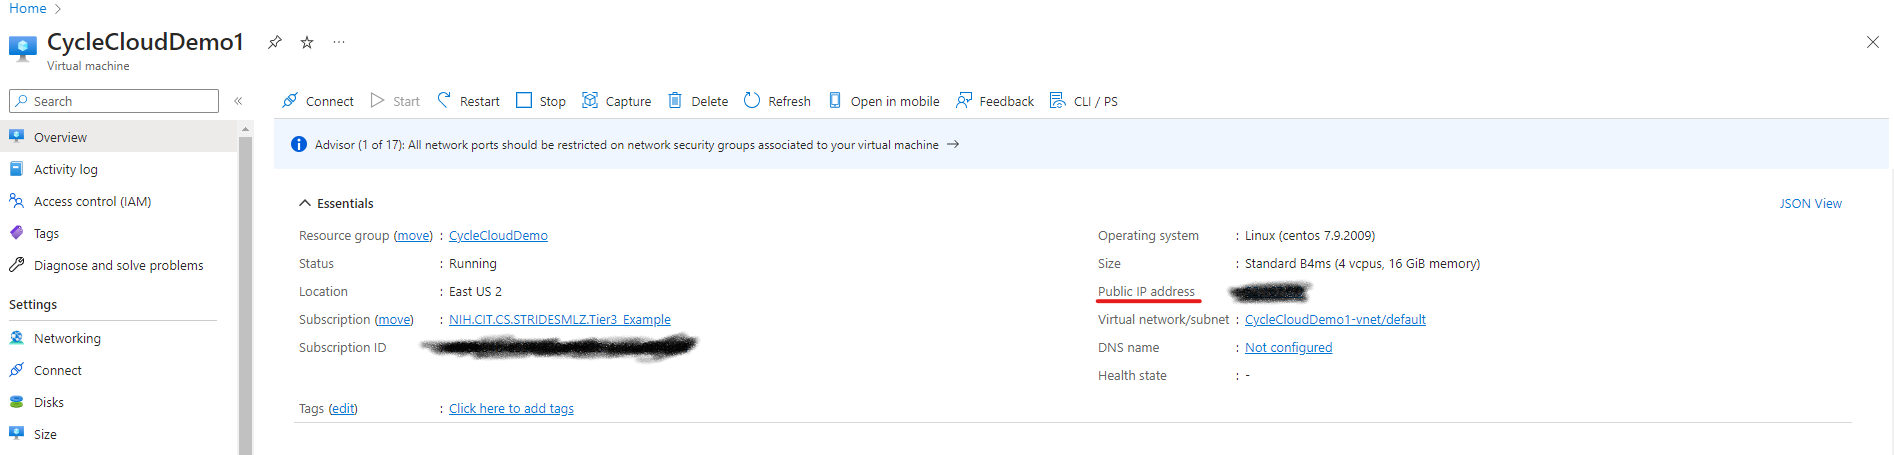 Home >
CycleCloudDemo1 ...
Virtual machine
Search «
Connect Start Restart Stop Capture Delete Refresh Open in mobile Feedback CLI / PS
Overview
Activity log
Access control (IAM)
Tags
Diagnose and solve problems
Settings
Networking
Connect
Disks
Size
Advisor (1 of 17): All network ports should be restricted on network security groups associated to your virtual machine →
Essentials
JSON View
Resource group (move) : CycleCloudDemo
Status : Running
Location : East US 2
Subscription (move) : NIH.CIT.CS.STRIDESMLZ.Tier3_Example
Subscription ID
Tags (edit) : Click here to add tags
Operating system : Linux (centos 7.9.2009)
Size : Standard B4ms (4 vcpus, 16 GiB memory)
Public IP address
Virtual network/subnet : CycleCloudDemo1-vnet/default
DNS name : Not configured
Health state : -